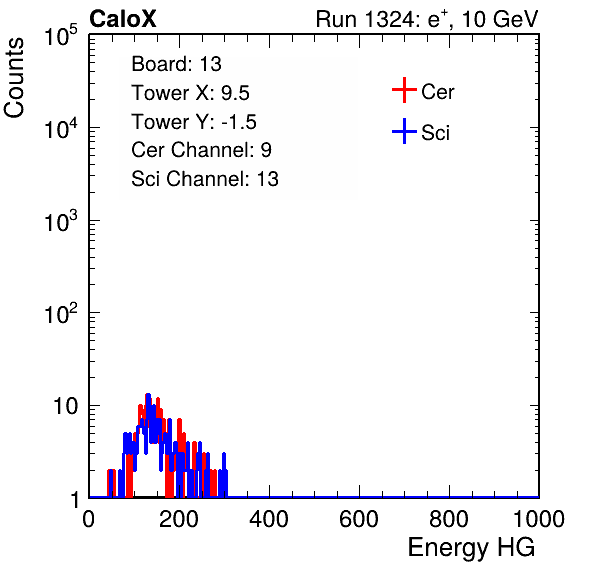 CaloX Run 1324: e⁺, 10 GeV
Counts
10⁵
10⁴
10³
10²
10
1
Board: 13
Tower X: 9.5
Tower Y: -1.5
Cer Channel: 9
Sci Channel: 13
Cer
Sci
0 200 400 600 800 1000
Energy HG